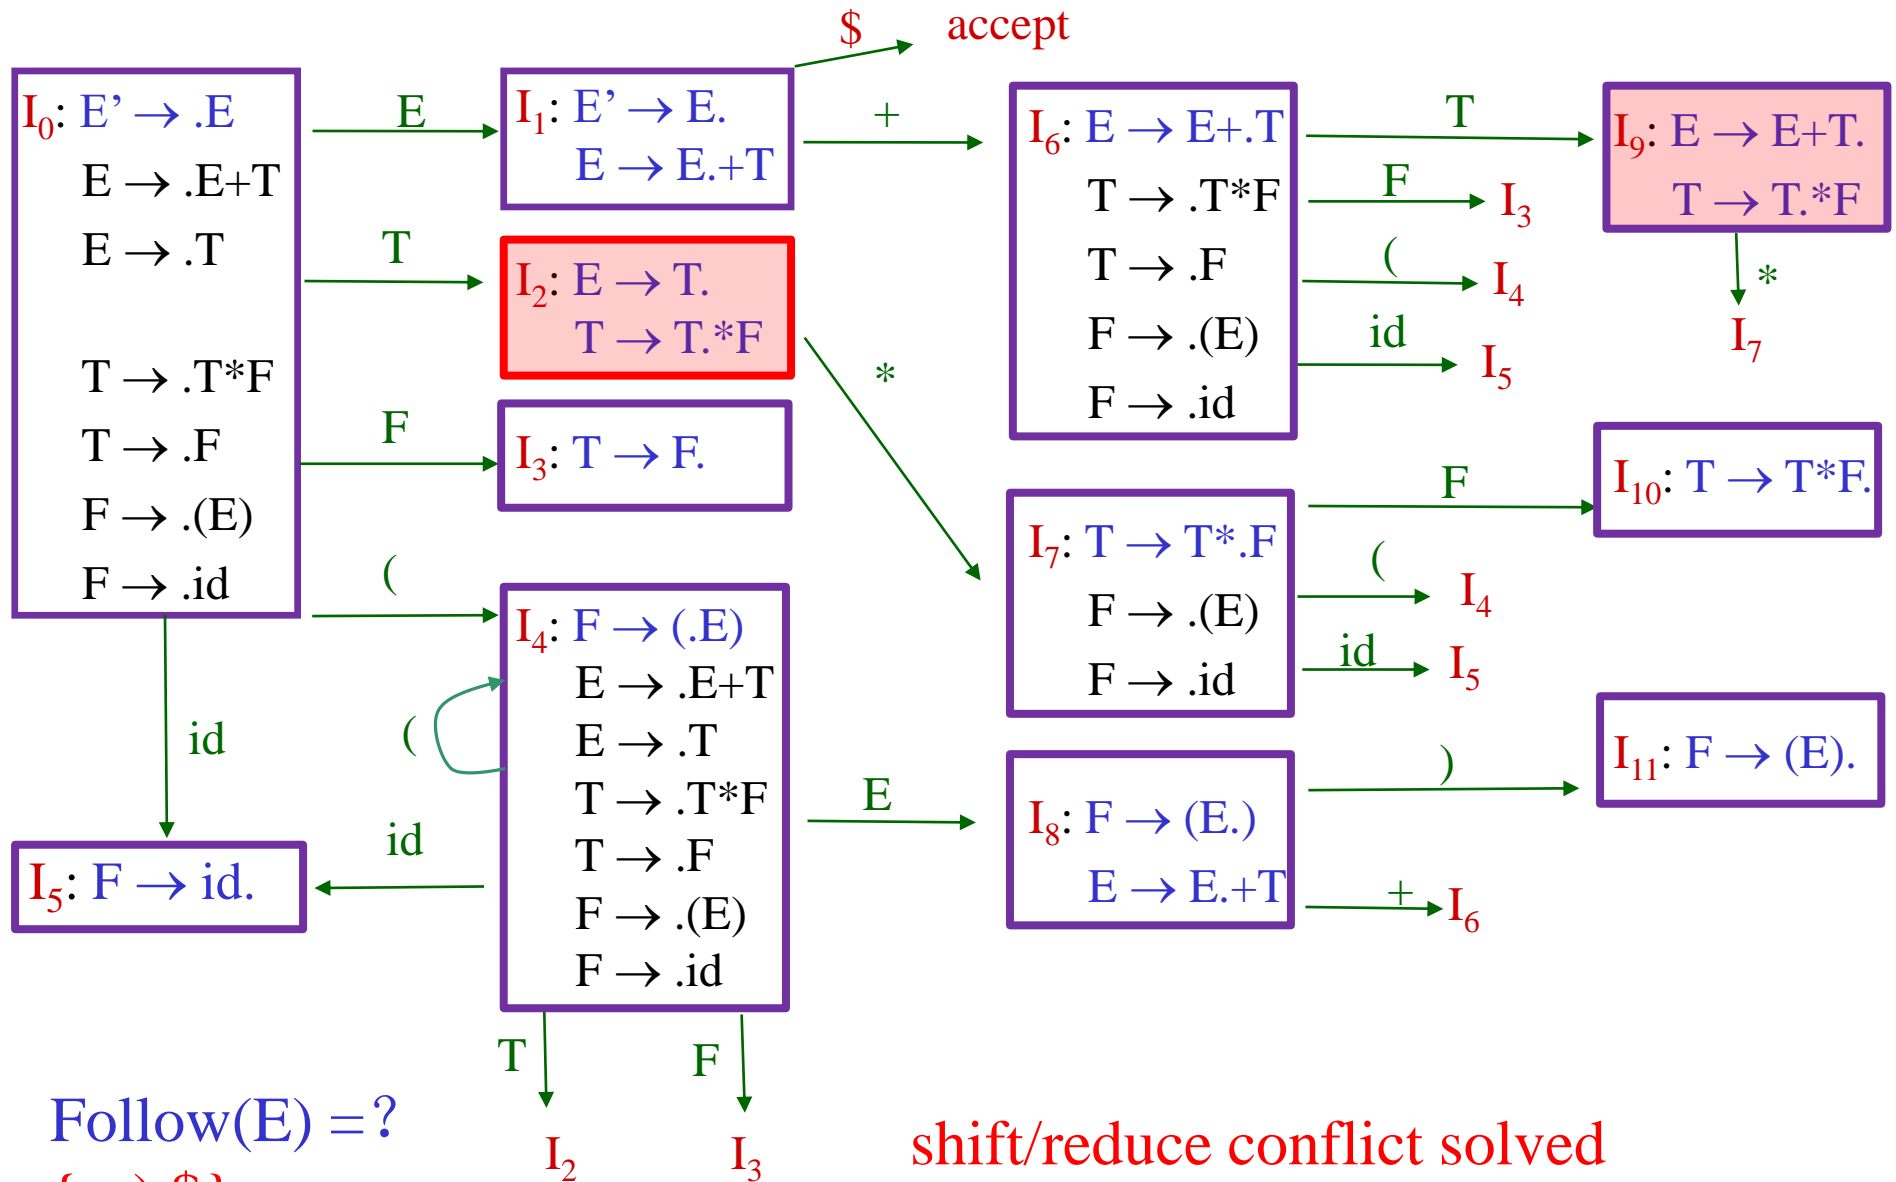 $ accept
I0: E’ → .E
E → .E+T
E → .T
T → .T*F
T → .F
F → .(E)
F → .id
E
T
F
(
id
I1: E’ → E.
E → E.+T
+
I2: E → T.
T → T.*F
*
I3: T → F.
I4: F → (.E)
E → .E+T
E → .T
T → .T*F
T → .F
F → .(E)
F → .id
(
id
E
T
F
I2
I3
I5: F → id.
I6: E → E+.T
T → .T*F
T → .F
F → .(E)
F → .id
T
F
I3
(
I4
id
I5
I7: T → T*.F
F → .(E)
F → .id
F
(
I4
id
I5
I8: F → (E.)
E → E.+T
)
+
I6
I9: E → E+T.
T → T.*F
*
I7
I10: T → T*F.
I11: F → (E).
Follow(E) =?
) $ }
shift/reduce conflict solved